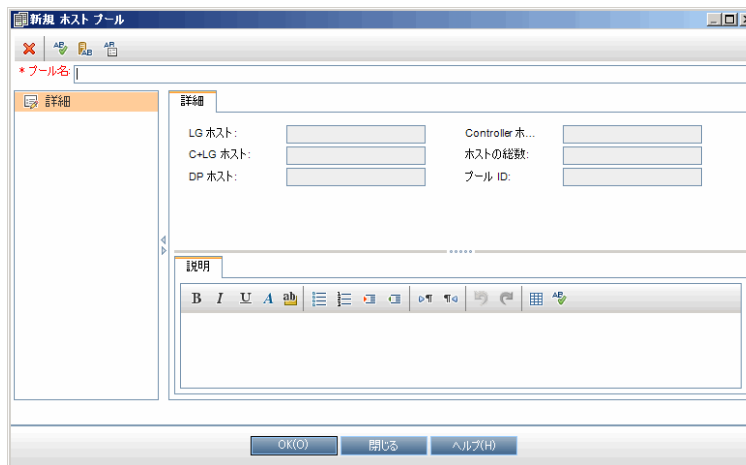 新規 ホスト プール
* プール名:
詳細
詳細
LG ホスト:
Controller ホ...
C+LG ホスト:
ホストの総数:
DP ホスト:
プール ID:
説明
B I U A ab
OK(O)
閉じる
ヘルプ(H)